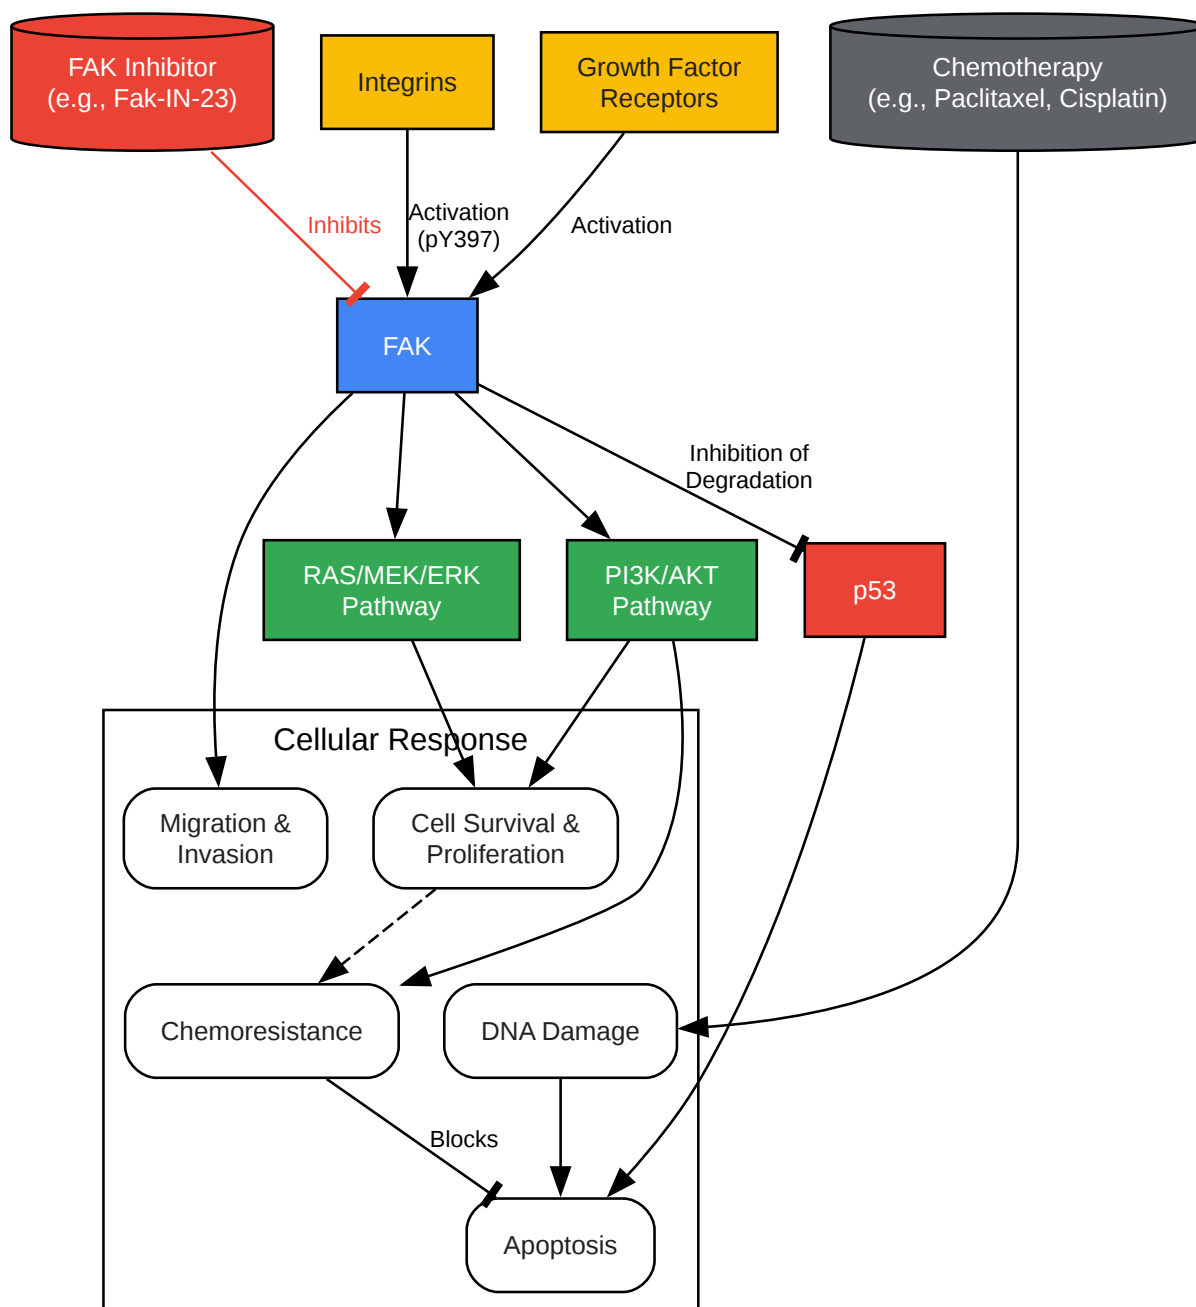 FAK Inhibitor
(e.g., Fak-IN-23)
Integrins
Growth Factor
Receptors
Chemotherapy
(e.g., Paclitaxel, Cisplatin)
Inhibits
Activation
(pY397)
Activation
FAK
Inhibition of
Degradation
RAS/MEK/ERK
Pathway
PI3K/AKT
Pathway
p53
Cellular Response
Migration &
Invasion
Cell Survival &
Proliferation
Chemoresistance
DNA Damage
Blocks
Apoptosis